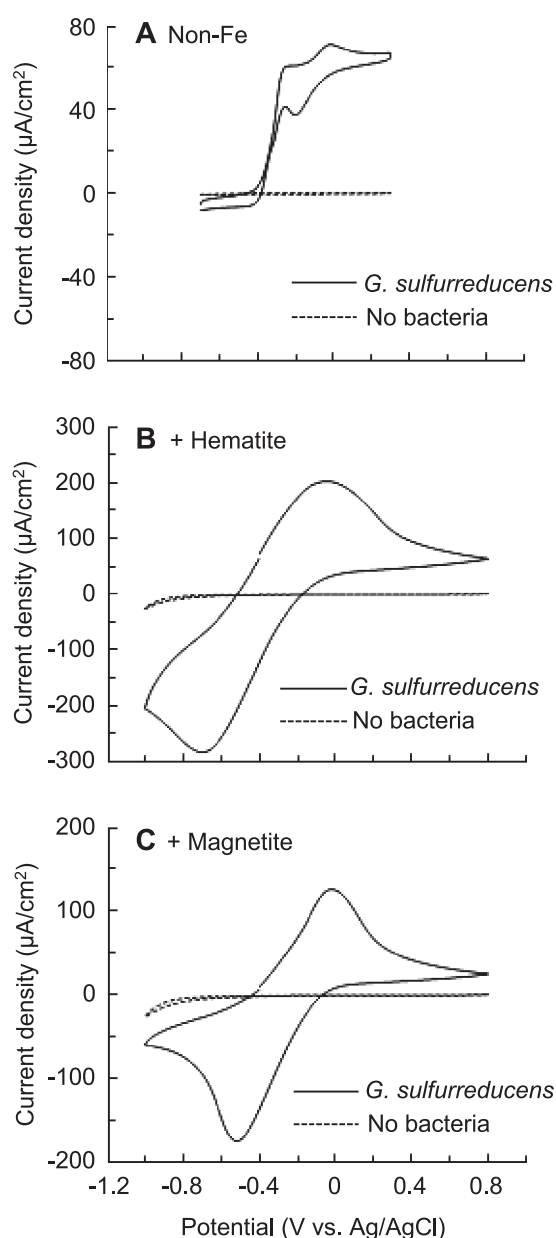 A Non-Fe
Current density (µA/cm²)
80
40
0
-40
-80
G. sulfurreducens
No bacteria
B + Hematite
Current density (µA/cm²)
300
200
100
0
-100
-200
-300
G. sulfurreducens
No bacteria
C + Magnetite
Current density (µA/cm²)
200
100
0
-100
-200
G. sulfurreducens
No bacteria
-1.2 -0.8 -0.4 0 0.4 0.8
Potential (V vs. Ag/AgCl)